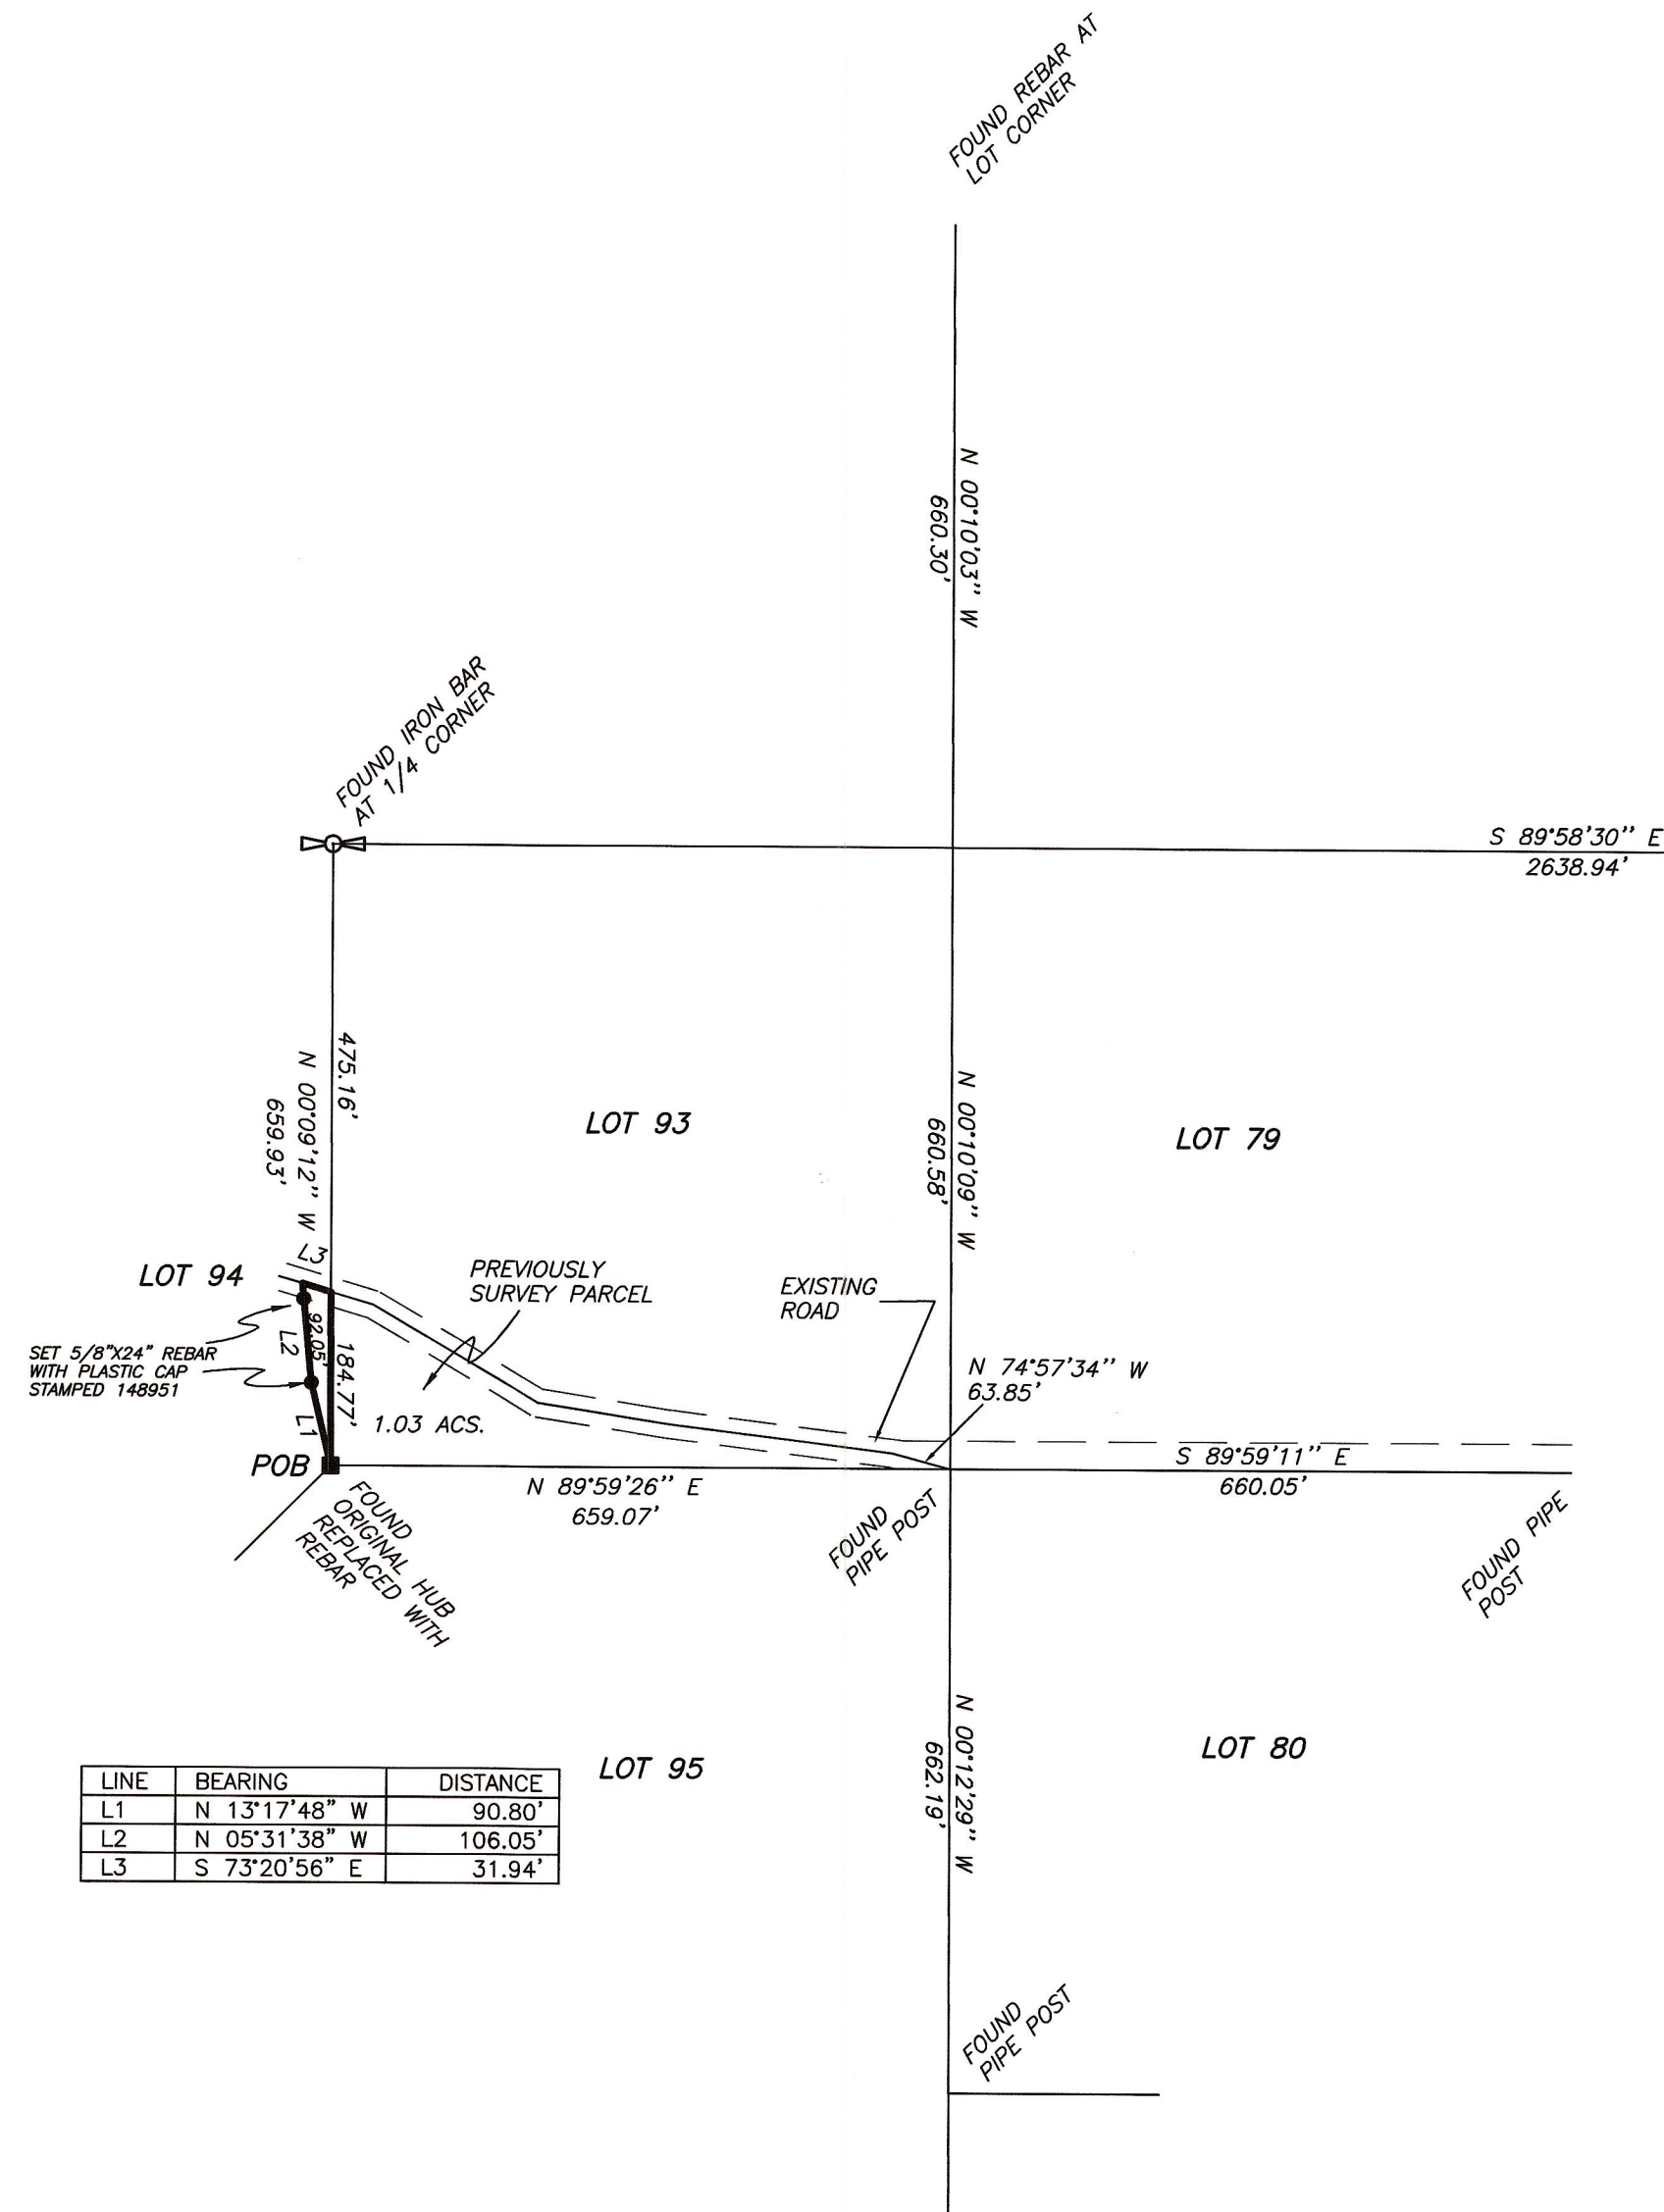 FOUND REBAR AT
LOT CORNER
N 00°10'03" W
660.30'
FOUND IRON BAR
AT 1/4 CORNER
S 89°58'30" E
2638.94'
475.16'
N 00°09'12" W
659.93'
LOT 93
N 00°10'09" W
660.58'
LOT 79
L3
LOT 94
PREVIOUSLY
SURVEY PARCEL
EXISTING
ROAD
SET 5/8"X24" REBAR
WITH PLASTIC CAP
STAMPED 148951
L2
92.05'
184.77'
N 74°57'34" W
63.85'
L1
1.03 ACS.
POB
N 89°59'26" E
659.07'
S 89°59'11" E
660.05'
FOUND
ORIGINAL HUB
REPLACED WITH
REBAR
FOUND
PIPE POST
FOUND PIPE
POST
N 00°12'29" W
662.19'
LOT 95
LOT 80
LINE BEARING DISTANCE
L1 N 13°17'48" W 90.80'
L2 N 05°31'38" W 106.05'
L3 S 73°20'56" E 31.94'
FOUND
PIPE POST